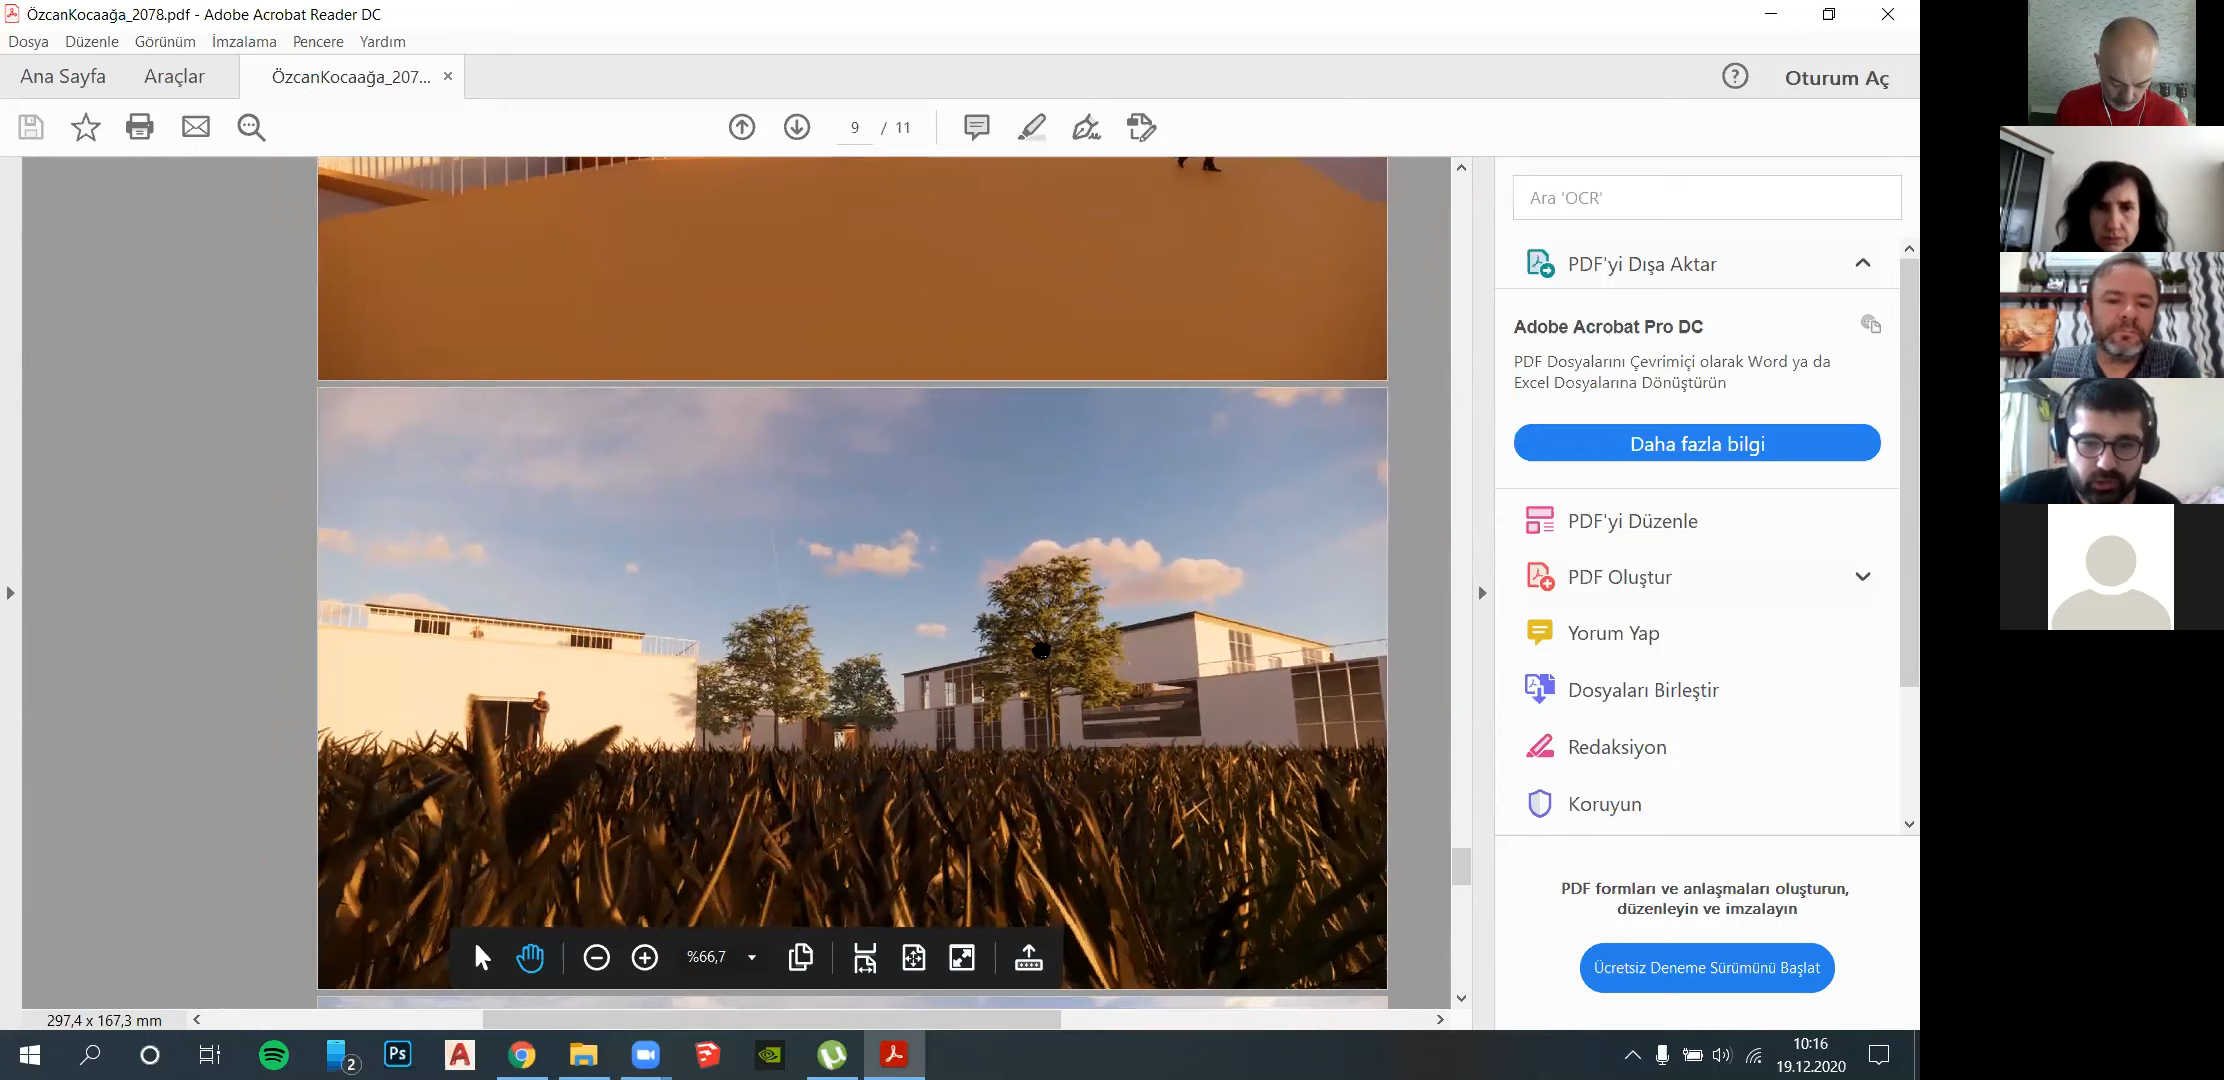 ÖzcanKocaağa_2078.pdf - Adobe Acrobat Reader DC
Dosya Düzenle Görünüm İmzalama Pencere Yardım
Ana Sayfa Araçlar ÖzcanKocaağa_207... ×
? Oturum Aç
9 / 11
Ara 'OCR'
PDF'yi Dışa Aktar
Adobe Acrobat Pro DC
PDF Dosyalarını Çevrimiçi olarak Word ya da
Excel Dosyalarına Dönüştürün
Daha fazla bilgi
PDF'yi Düzenle
PDF Oluştur
Yorum Yap
Dosyaları Birleştir
Redaksiyon
Koruyun
PDF formları ve anlaşmaları oluşturun,
düzenleyin ve imzalayın
Ücretsiz Deneme Sürümünü Başlat
%66,7
297,4 x 167,3 mm
2
Ps
10:16
19.12.2020